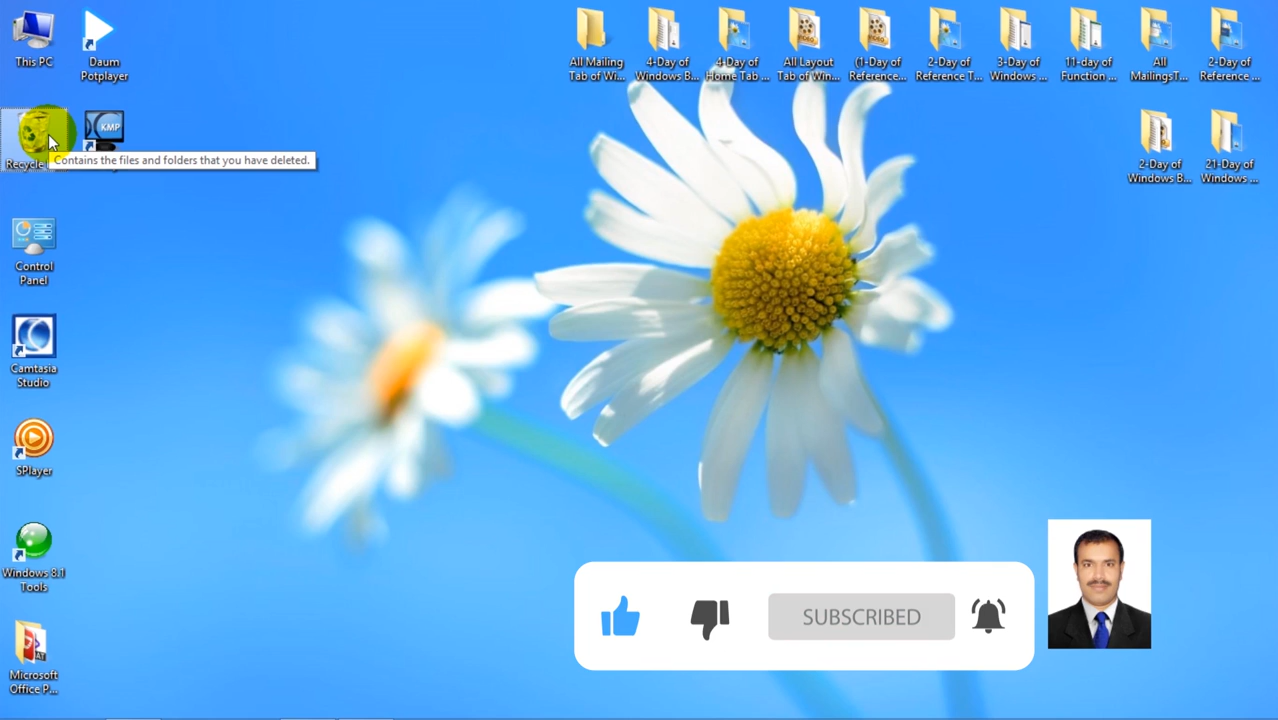 This PC
Daum
Potplayer
All Mailing
Tab of Wi...
4-Day of
Windows B...
4-Day of
Home Tab ...
All Layout
Tab of Win...
(1-Day of
Reference...
2-Day of
Reference T...
3-Day of
Windows ...
11-day of
Function ...
All
MailingsT...
2-Day of
Reference ...
KMP
Recycle
Contains the files and folders that you have deleted.
2-Day of
Windows B...
21-Day of
Windows ...
Control
Panel
Camtasia
Studio
SPlayer
Windows 8.1
Tools
Microsoft
Office P...
SUBSCRIBED